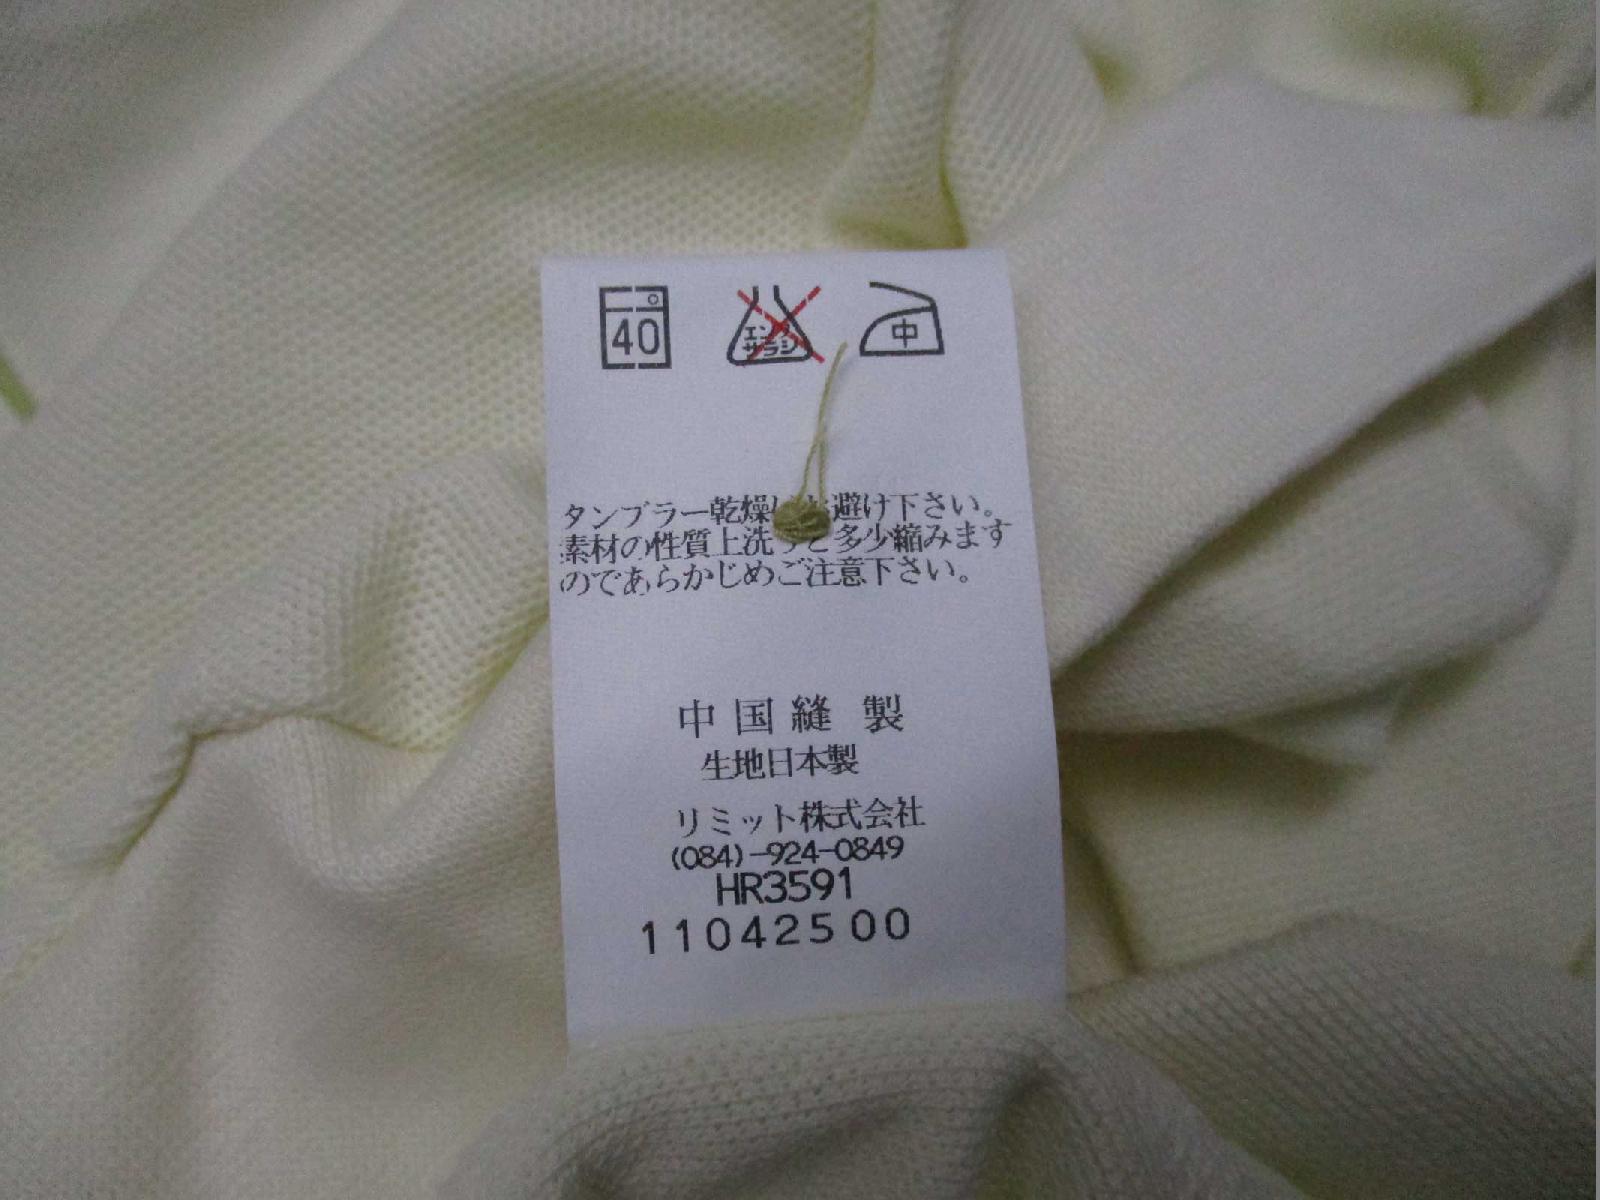 40
エンソ サラシ
中
タンブラー乾燥はお避け下さい。
素材の性質上洗うと多少縮みます
のであらかじめご注意下さい。
中国縫製
生地日本製
リミット株式会社
(084)-924-0849
HR3591
11042500